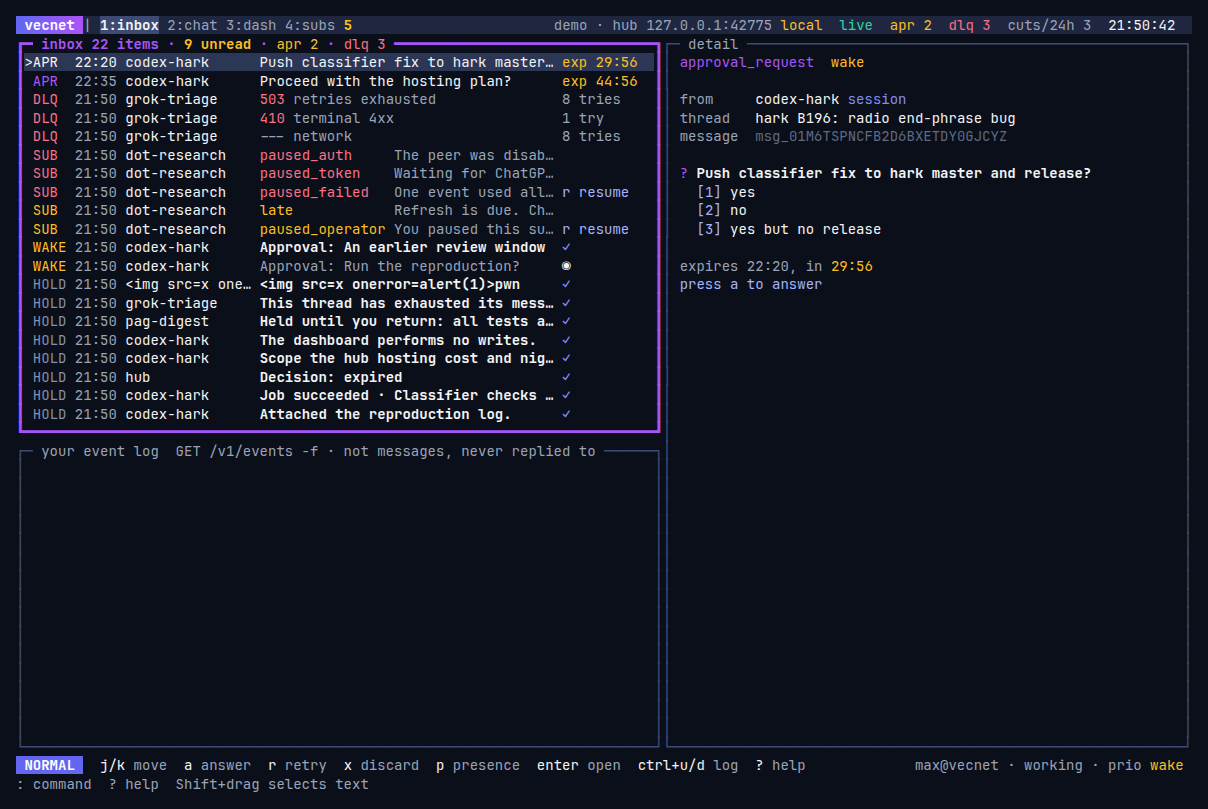 vecnet | 1:inbox 2:chat 3:dash 4:subs 5 demo · hub 127.0.0.1:42775 local live apr 2 dlq 3 cuts/24h 3 21:50:42
inbox 22 items · 9 unread · apr 2 · dlq 3
>APR 22:20 codex-hark Push classifier fix to hark master… exp 29:56
APR 22:35 codex-hark Proceed with the hosting plan? exp 44:56
DLQ 21:50 grok-triage 503 retries exhausted 8 tries
DLQ 21:50 grok-triage 410 terminal 4xx 1 try
DLQ 21:50 grok-triage --- network 8 tries
SUB 21:50 dot-research paused_auth The peer was disab…
SUB 21:50 dot-research paused_token Waiting for ChatGP…
SUB 21:50 dot-research paused_failed One event used all… r resume
SUB 21:50 dot-research late Refresh is due. Ch…
SUB 21:50 dot-research paused_operator You paused this su… r resume
WAKE 21:50 codex-hark Approval: An earlier review window ✓
WAKE 21:50 codex-hark Approval: Run the reproduction? ◉
HOLD 21:50 <img src=x one… <img src=x onerror=alert(1)>pwn ✓
HOLD 21:50 grok-triage This thread has exhausted its mess… ✓
HOLD 21:50 pag-digest Held until you return: all tests a… ✓
HOLD 21:50 codex-hark The dashboard performs no writes. ✓
HOLD 21:50 codex-hark Scope the hub hosting cost and nig… ✓
HOLD 21:50 hub Decision: expired ✓
HOLD 21:50 codex-hark Job succeeded · Classifier checks … ✓
HOLD 21:50 codex-hark Attached the reproduction log. ✓
your event log GET /v1/events -f · not messages, never replied to
detail
approval_request wake
from codex-hark session
thread hark B196: radio end-phrase bug
message msg_01M6TSPNCFB2D6BXETDY0GJCYZ
? Push classifier fix to hark master and release?
[1] yes
[2] no
[3] yes but no release
expires 22:20, in 29:56
press a to answer
NORMAL j/k move a answer r retry x discard p presence enter open ctrl+u/d log ? help max@vecnet · working · prio wake
: command ? help Shift+drag selects text